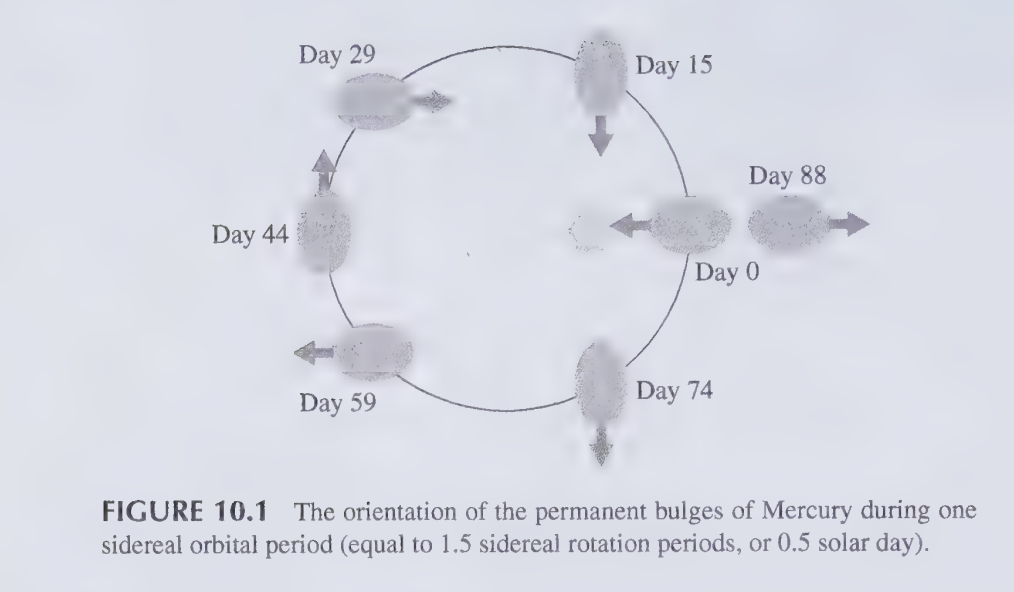 Day 29
Day 15
Day 88
Day 44
Day 0
Day 59
Day 74
FIGURE 10.1 The orientation of the permanent bulges of Mercury during one
sidereal orbital period (equal to 1.5 sidereal rotation periods, or 0.5 solar day).